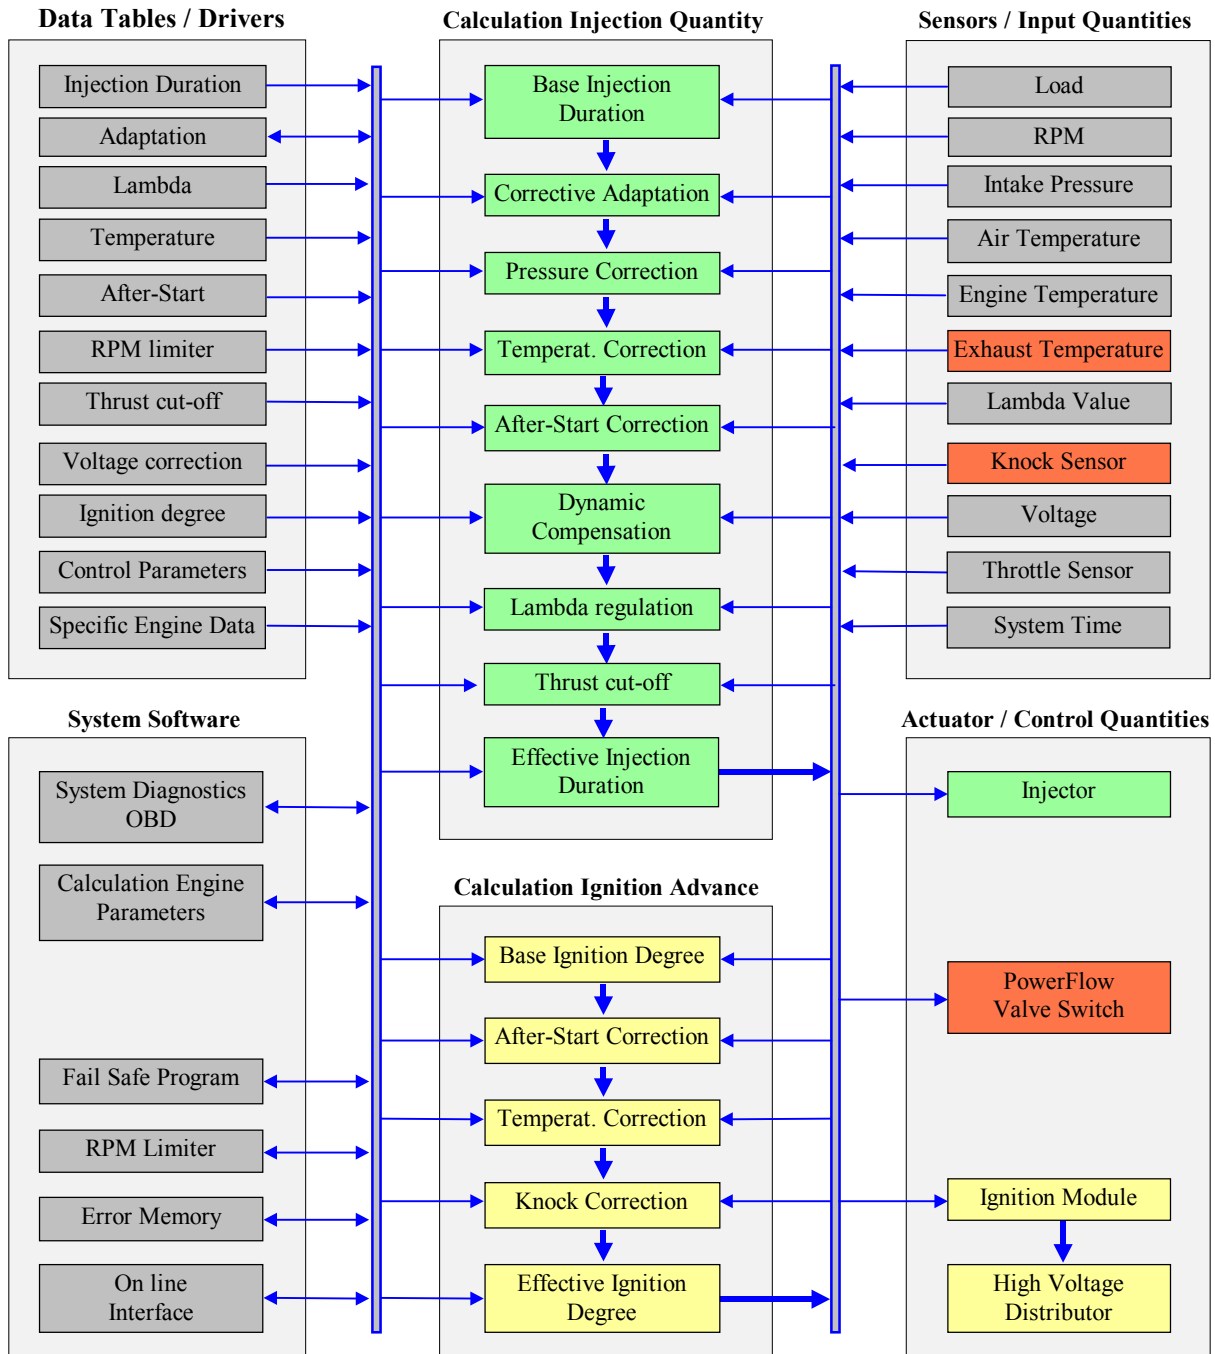 Data Tables / Drivers
Injection Duration
Adaptation
Lambda
Temperature
After-Start
RPM limiter
Thrust cut-off
Voltage correction
Ignition degree
Control Parameters
Specific Engine Data
System Software
System Diagnostics
OBD
Calculation Engine
Parameters
Fail Safe Program
RPM Limiter
Error Memory
On line
Interface
Calculation Injection Quantity
Base Injection
Duration
Corrective Adaptation
Pressure Correction
Temperat. Correction
After-Start Correction
Dynamic
Compensation
Lambda regulation
Thrust cut-off
Effective Injection
Duration
Calculation Ignition Advance
Base Ignition Degree
After-Start Correction
Temperat. Correction
Knock Correction
Effective Ignition
Degree
Sensors / Input Quantities
Load
RPM
Intake Pressure
Air Temperature
Engine Temperature
Exhaust Temperature
Lambda Value
Knock Sensor
Voltage
Throttle Sensor
System Time
Actuator / Control Quantities
Injector
PowerFlow
Valve Switch
Ignition Module
High Voltage
Distributor